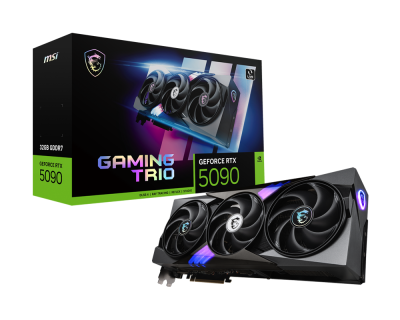 msi
32GB GDDR7
GEFORCE RTX
5090
GAMING
TRIO
GEFORCE RTX
5090